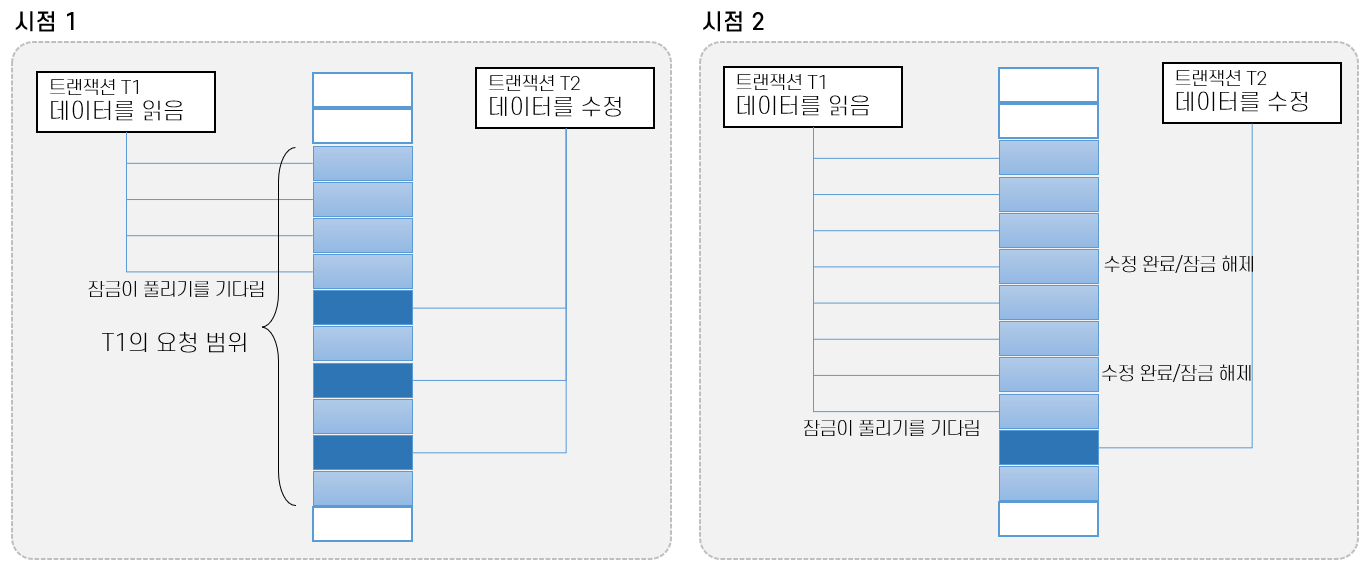 시점 1
트랜잭션 T1
데이터를 읽음
트랜잭션 T2
데이터를 수정
잠금이 풀리기를 기다림
T1의 요청 범위
시점 2
트랜잭션 T1
데이터를 읽음
트랜잭션 T2
데이터를 수정
수정 완료/잠금 해제
수정 완료/잠금 해제
잠금이 풀리기를 기다림